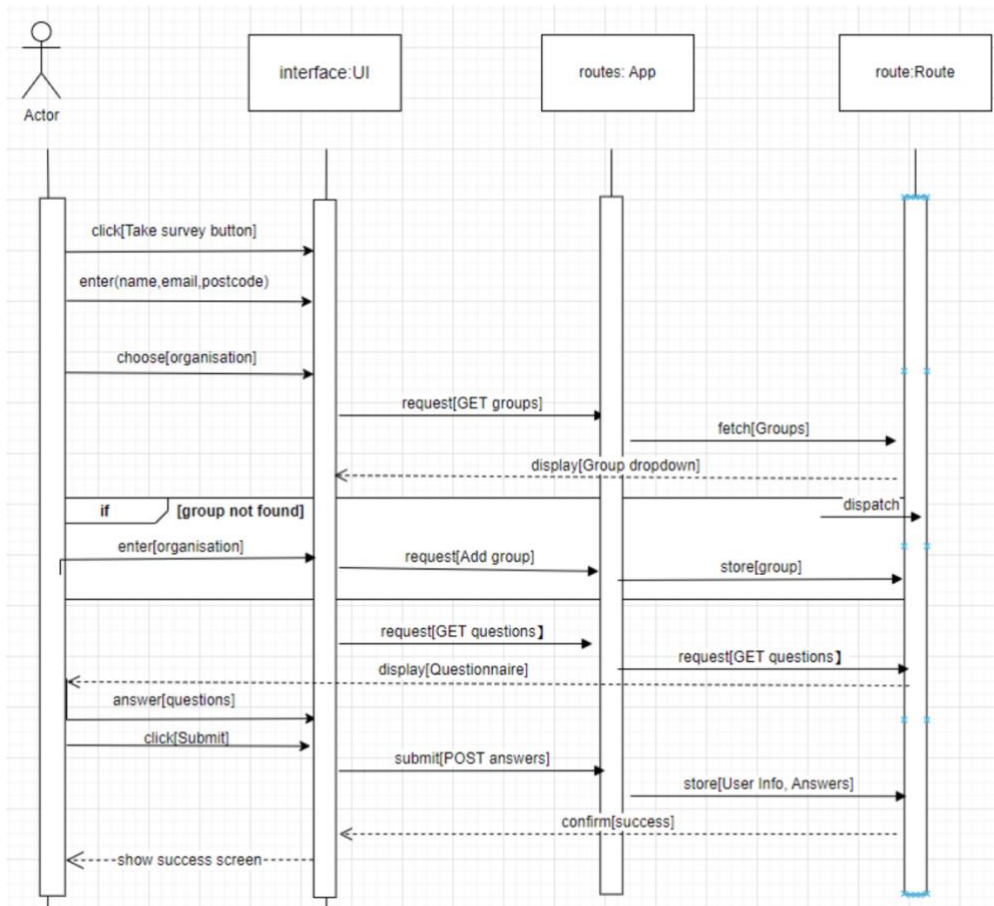 interface:UI
routes: App
route:Route
Actor
click[Take survey button]
enter(name,email,postcode)
choose[organisation]
request[GET groups]
fetch[Groups]
display[Group dropdown]
if
[group not found]
dispatch
enter[organisation]
request[Add group]
store[group]
request[GET questions】
request[GET questions】
display[Questionnaire]
answer[questions]
click[Submit]
submit[POST answers]
store[User Info, Answers]
confirm[success]
show success screen